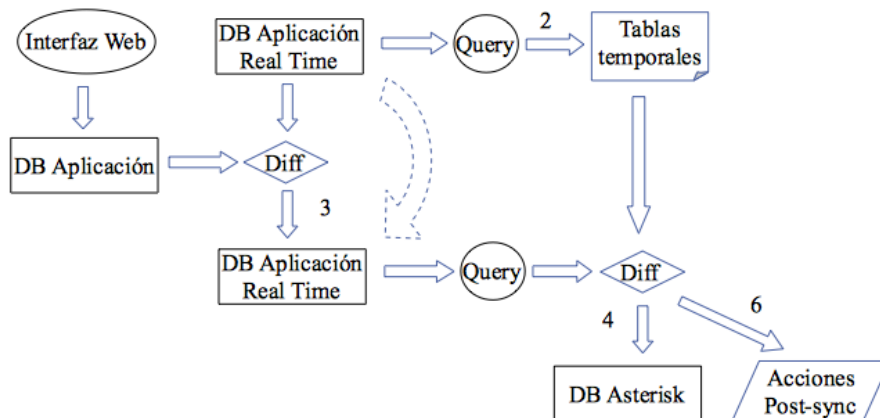 Interfaz Web
DB Aplicación
Real Time
Query
2
Tablas
temporales
DB Aplicación
Diff
3
DB Aplicación
Real Time
Query
Diff
4
6
DB Asterisk
Acciones
Post-sync